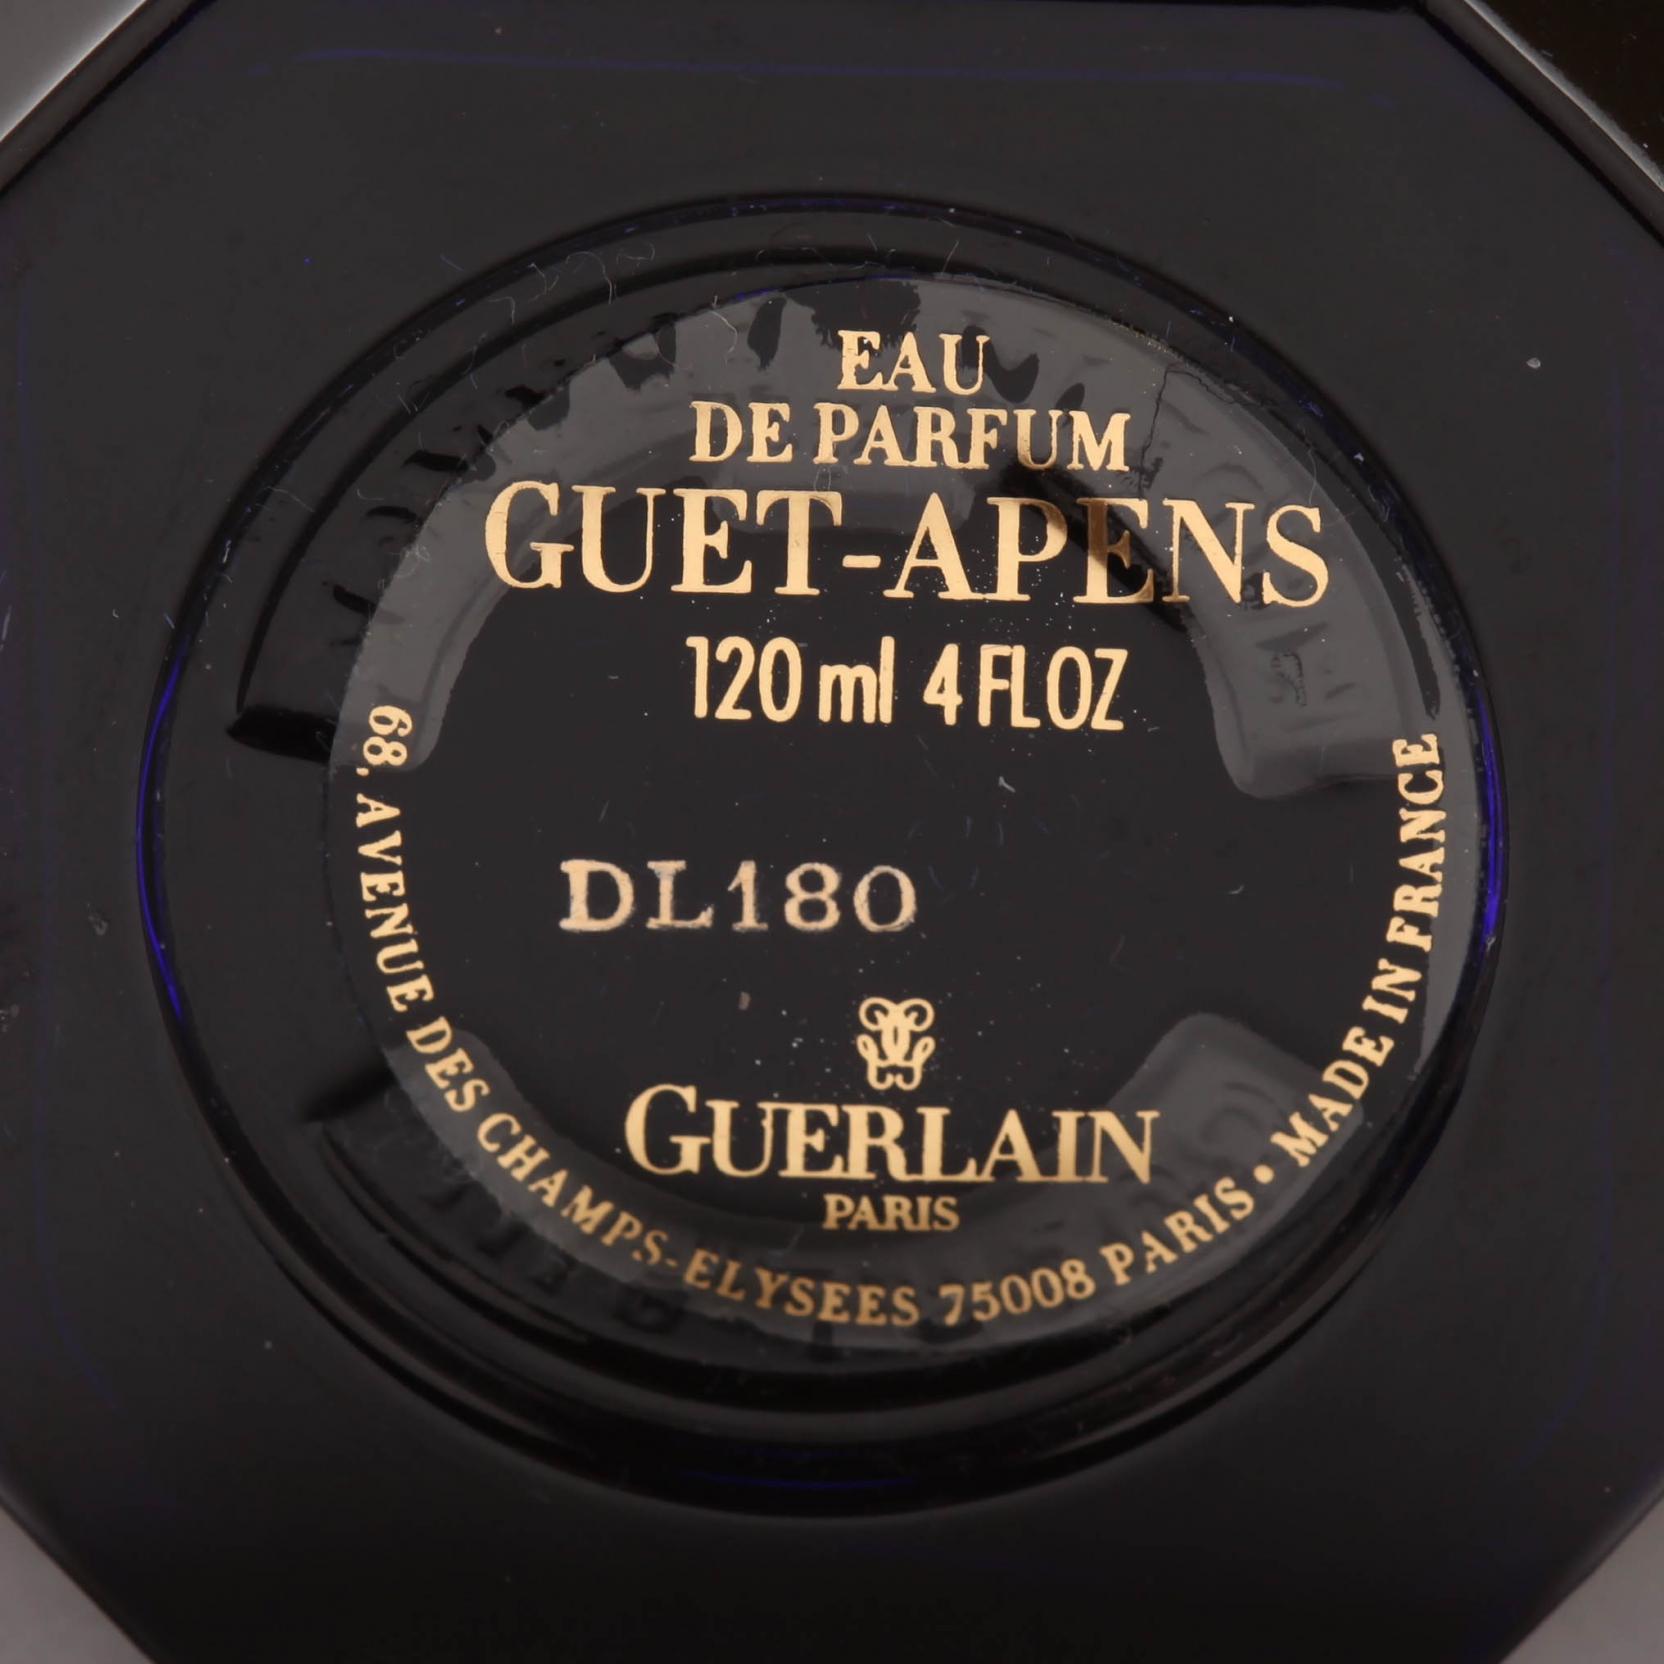 EAU
DE PARFUM
GUET-APENS
120 ml 4 FL OZ
DL180
GUERLAIN
PARIS
68, AVENUE DES CHAMPS-ELYSEES 75008 PARIS • MADE IN FRANCE